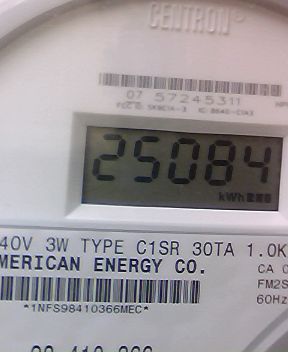 CENTRON®
07 57245311
25084
kWh
40V 3W TYPE C1SR 30TA 1.0K
MERICAN ENERGY CO.
CA 0
FM2S
60Hz
*1NFS98410366MEC*